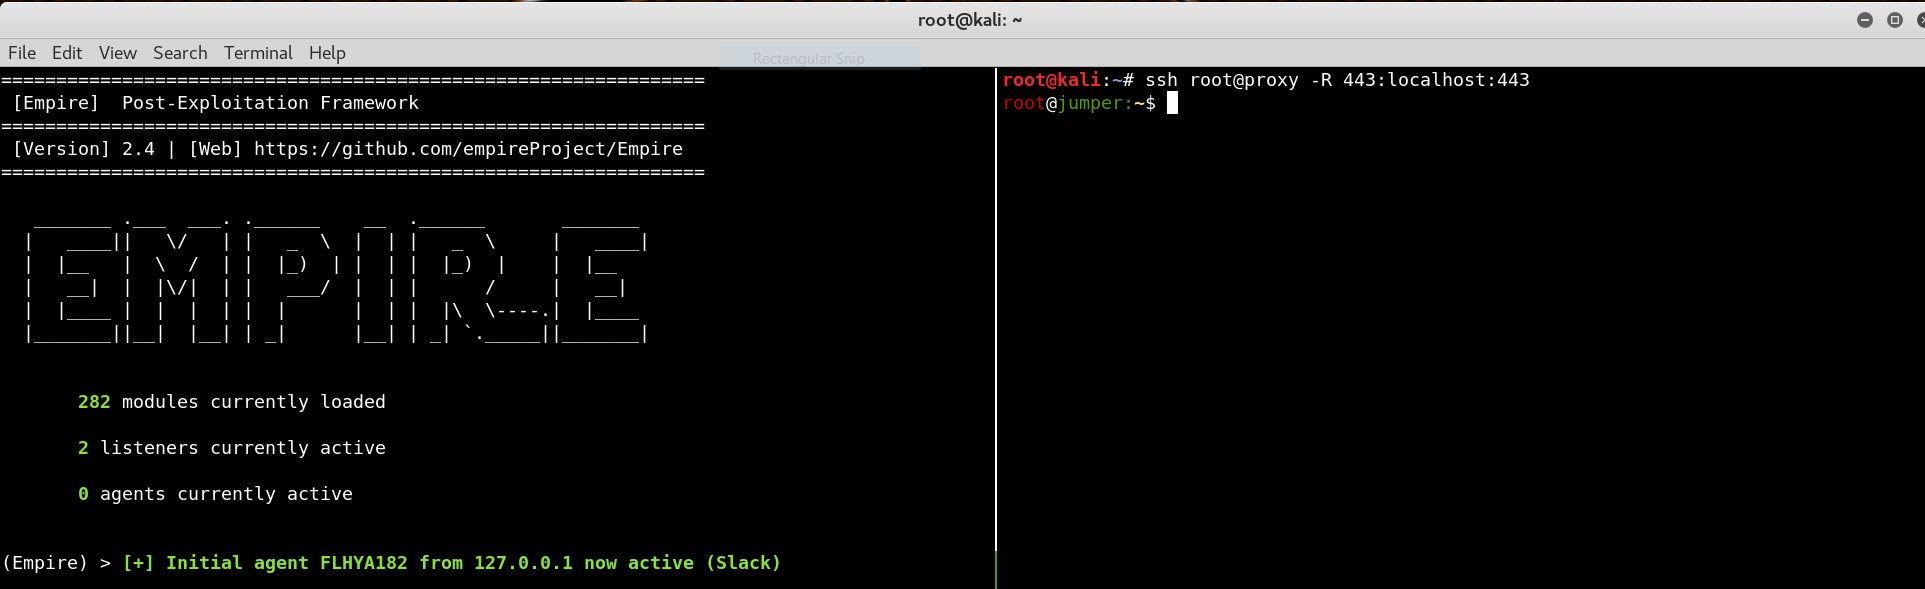 root@kali: ~
File Edit View Search Terminal Help
Rectangular Snip
================================================================
[Empire]  Post-Exploitation Framework
================================================================
[Version] 2.4 | [Web] https://github.com/empireProject/Empire
================================================================
EMPIRE
282 modules currently loaded
2 listeners currently active
0 agents currently active
(Empire) > [+] Initial agent FLHYA182 from 127.0.0.1 now active (Slack)
root@kali:~# ssh root@proxy -R 443:localhost:443
root@jumper:~$